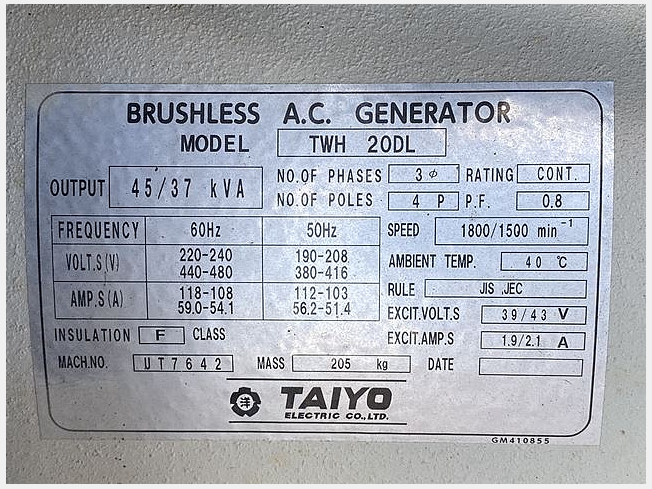 BRUSHLESS A.C. GENERATOR
MODEL TWH 20DL
OUTPUT 45/37 kVA
NO.OF PHASES 3φ RATING CONT.
NO.OF POLES 4 P P.F. 0.8
FREQUENCY 60Hz 50Hz
VOLT.S(V) 220-240 190-208
440-480 380-416
AMP.S(A) 118-108 112-103
59.0-54.1 56.2-51.4
SPEED 1800/1500 min⁻¹
AMBIENT TEMP. 40 ℃
RULE JIS JEC
EXCIT.VOLT.S 39/43 V
EXCIT.AMP.S 1.9/2.1 A
INSULATION F CLASS
MACH.NO. UT7642 MASS 205 kg DATE
TAIYO
ELECTRIC CO.,LTD.
GM410855